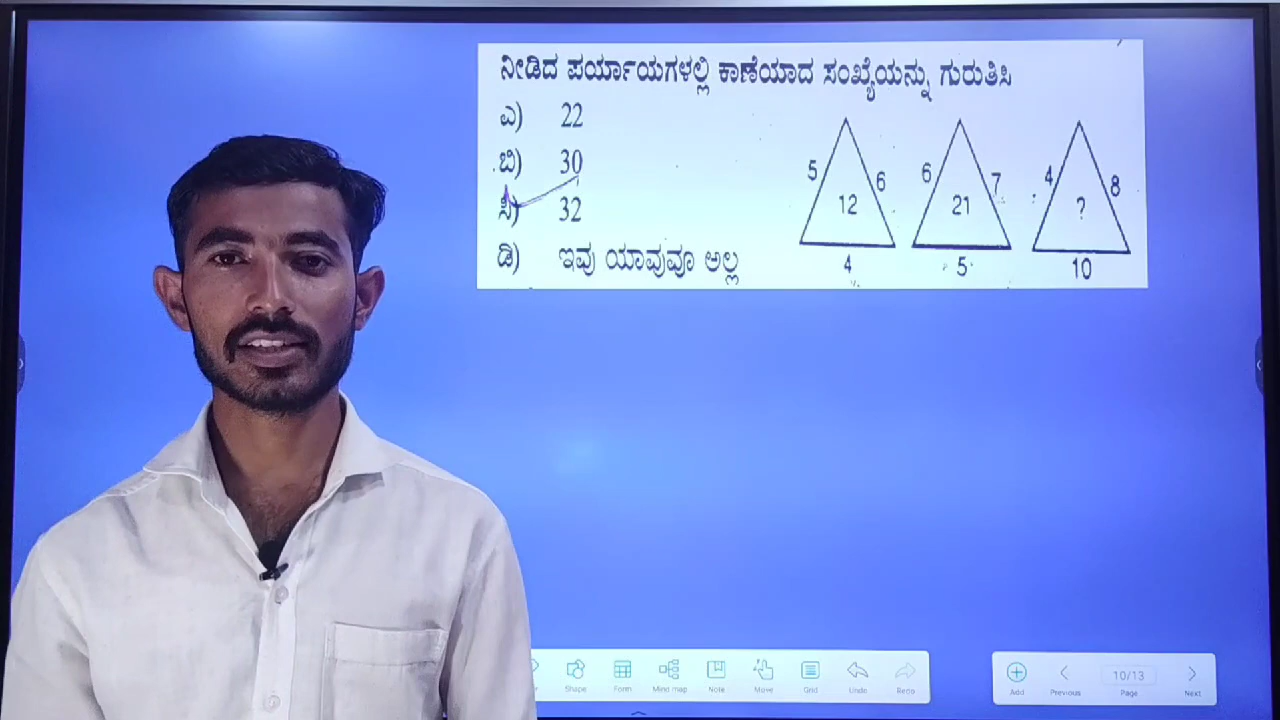 ನೀಡಿದ ಪರ್ಯಾಯಗಳಲ್ಲಿ ಕಾಣೆಯಾದ ಸಂಖ್ಯೆಯನ್ನು ಗುರುತಿಸಿ
ಎ) 22
ಬಿ) 30
ಸಿ) 32
ಡಿ) ಇವು ಯಾವುವೂ ಅಲ್ಲ
5 6 12 4
6 7 21 5
4 8 ? 10
Shape Form Mind map Note Move Grid Undo Redo
Add Previous 10/13 Page Next